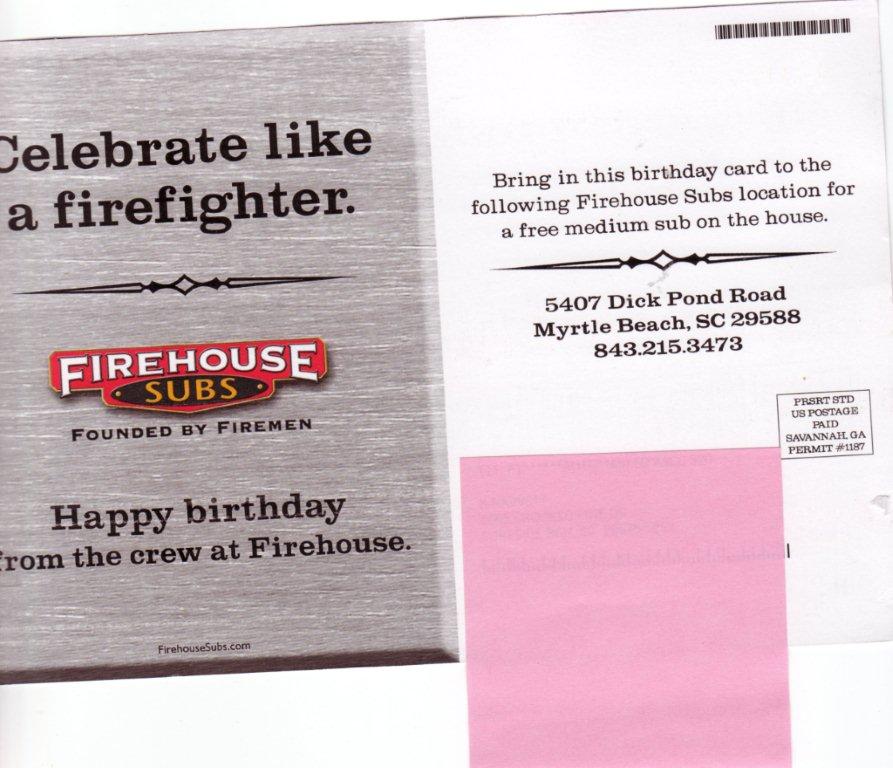 Celebrate like
a firefighter.
FIREHOUSE
SUBS
FOUNDED BY FIREMEN
Happy birthday
from the crew at Firehouse.
FirehouseSubs.com
Bring in this birthday card to the
following Firehouse Subs location for
a free medium sub on the house.
5407 Dick Pond Road
Myrtle Beach, SC 29588
843.215.3473
PRSRT STD
US POSTAGE
PAID
SAVANNAH, GA
PERMIT #1187